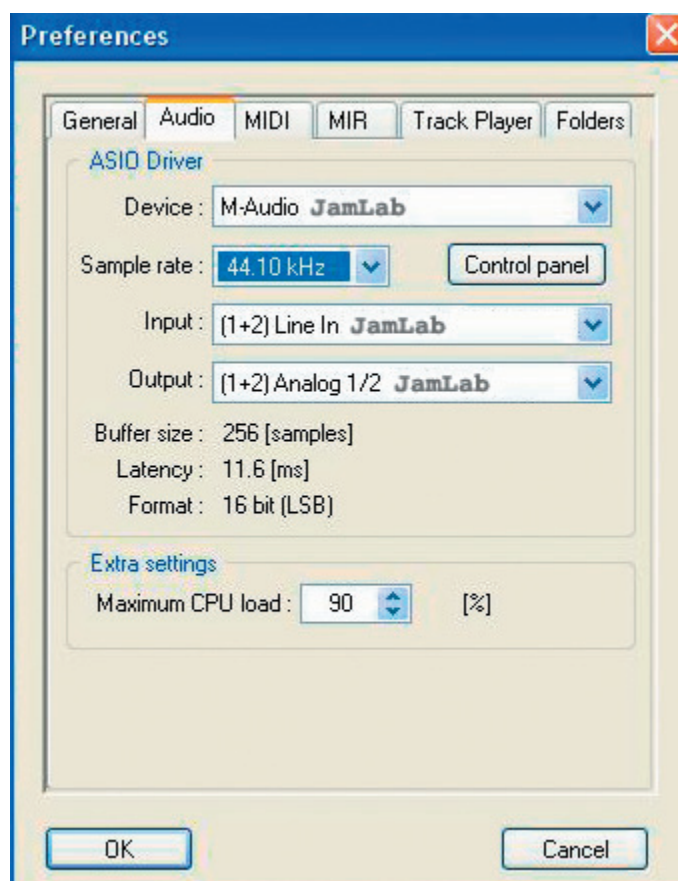 Preferences
General Audio MIDI MIR Track Player Folders
ASIO Driver
Device : M-Audio JamLab
Sample rate : 44.10 kHz Control panel
Input : (1+2) Line In JamLab
Output : (1+2) Analog 1/2 JamLab
Buffer size : 256 [samples]
Latency : 11.6 [ms]
Format : 16 bit (LSB)
Extra settings
Maximum CPU load : 90 [%]
OK Cancel